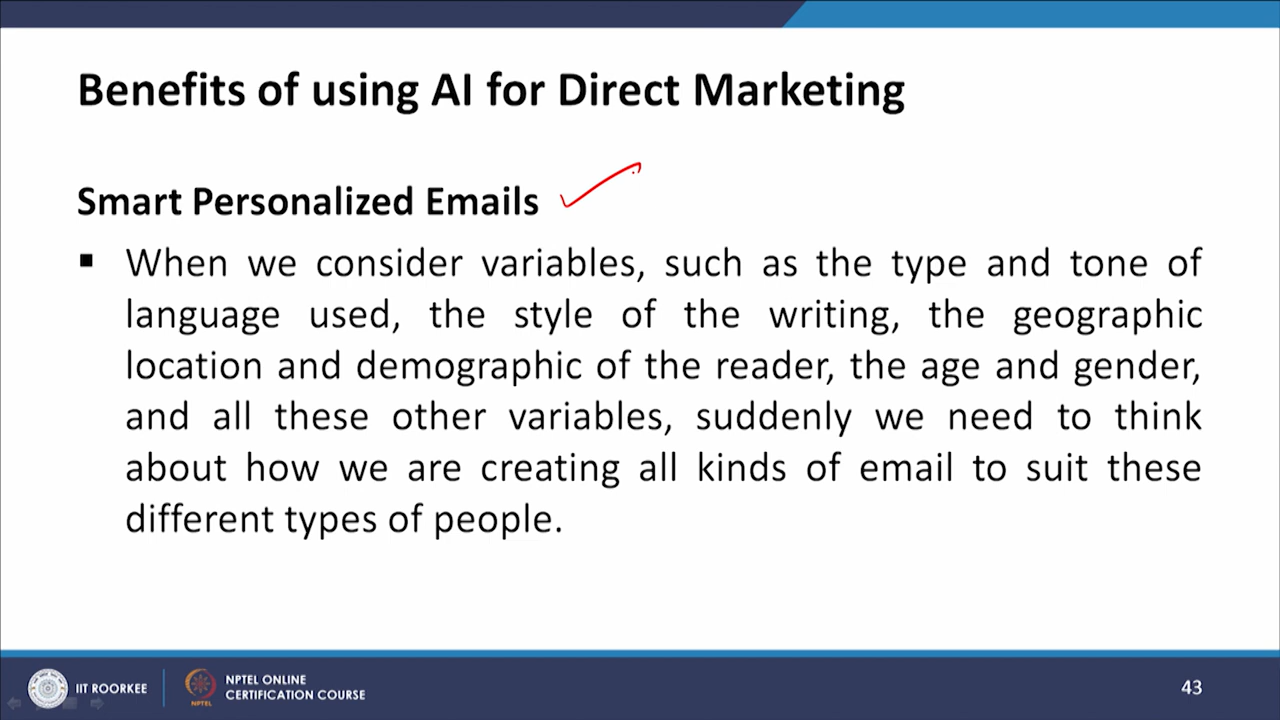 Benefits of using AI for Direct Marketing
Smart Personalized Emails
▪ When we consider variables, such as the type and tone of
language used, the style of the writing, the geographic
location and demographic of the reader, the age and gender,
and all these other variables, suddenly we need to think
about how we are creating all kinds of email to suit these
different types of people.
IIT ROORKEE
NPTEL
NPTEL ONLINE
CERTIFICATION COURSE
43